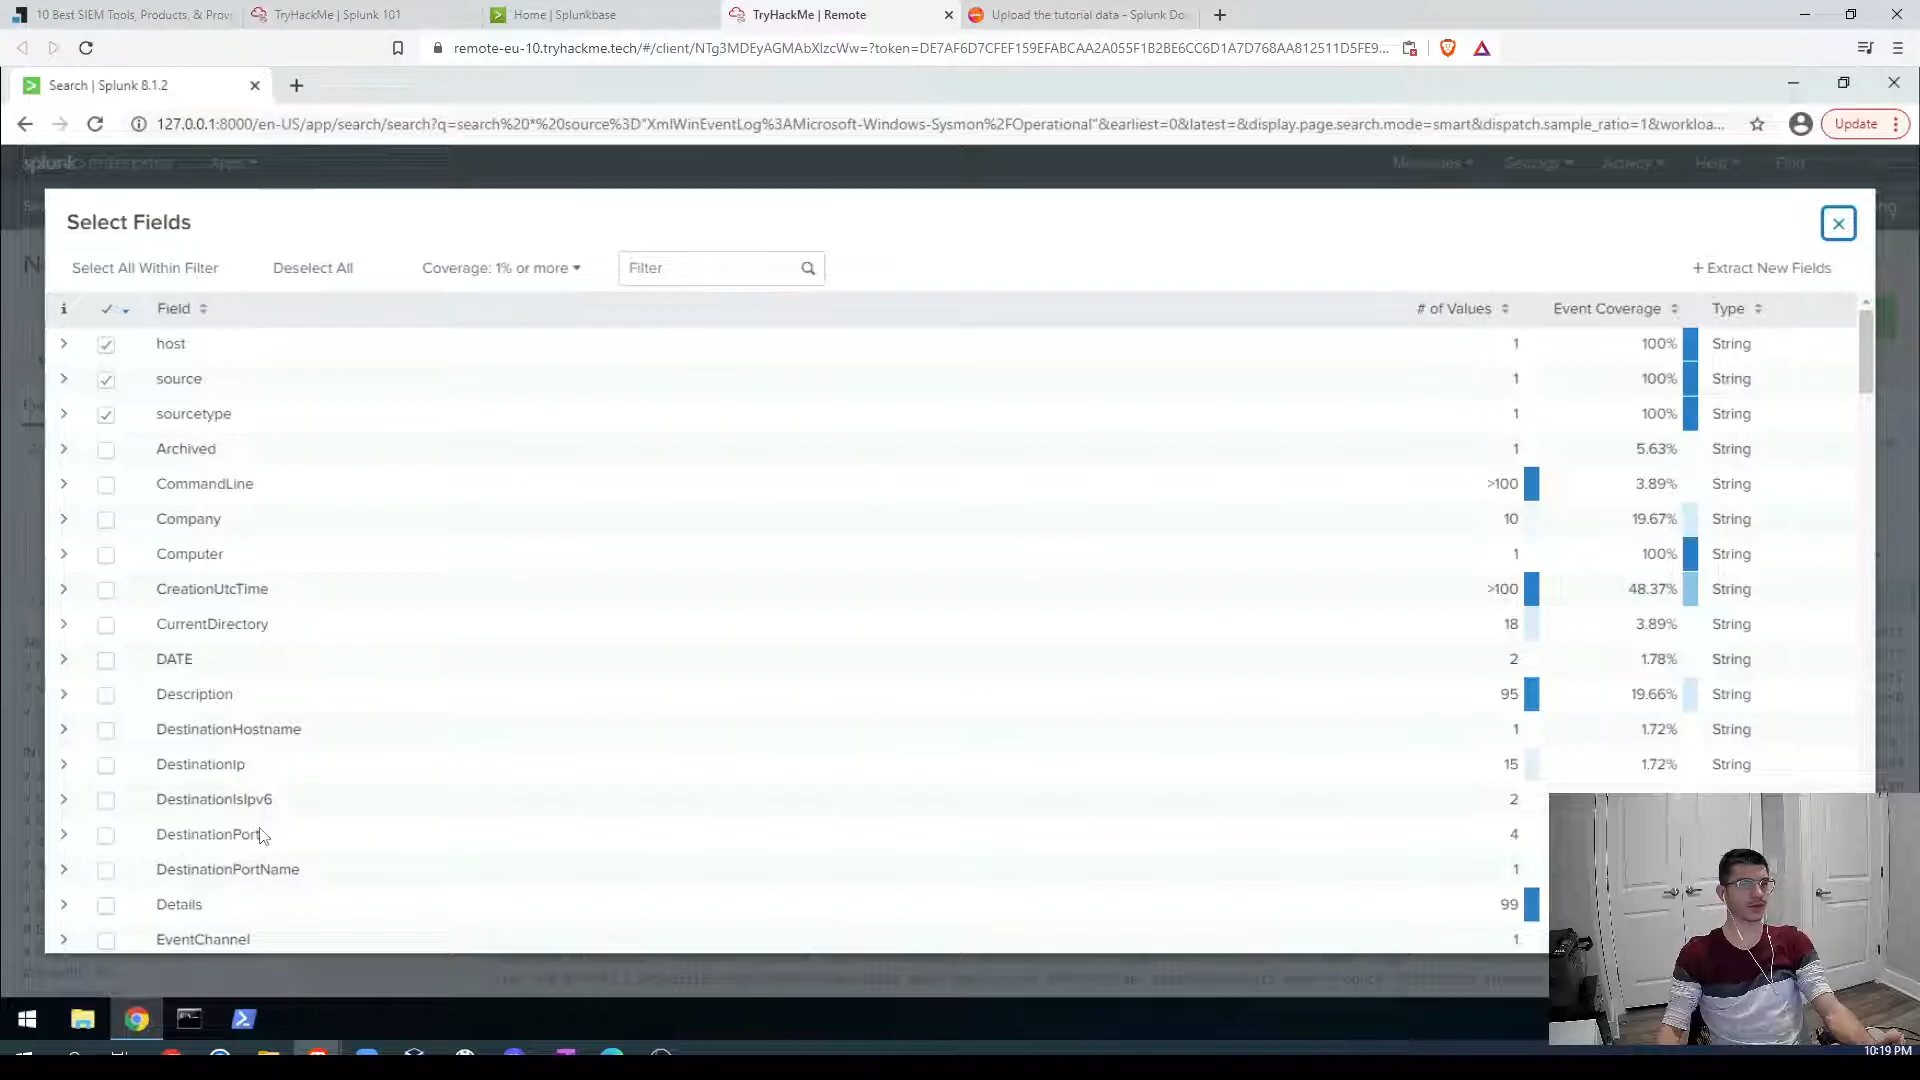 10 Best SIEM Tools, Products, & Prov
TryHackMe | Splunk 101
Home | Splunkbase
TryHackMe | Remote
Upload the tutorial data - Splunk Do
remote-eu-10.tryhackme.tech/#/client/NTg3MDEyAGMAbXlzcWw=?token=DE7AF6D7CFEF159EFABCAA2A055F1B2BE6CC6D1A7D768AA812511D5FE9...
Search | Splunk 8.1.2
127.0.0.1:8000/en-US/app/search/search?q=search%20*%20source%3D"XmlWinEventLog%3AMicrosoft-Windows-Sysmon%2FOperational"&earliest=0&latest=&display.page.search.mode=smart&dispatch.sample_ratio=1&workloa...
Update
splunk>enterprise Apps
Messages Settings Activity Help Find
Select Fields
Select All Within Filter Deselect All Coverage: 1% or more Filter + Extract New Fields
i Field # of Values Event Coverage Type
host 1 100% String
source 1 100% String
sourcetype 1 100% String
Archived 1 5.63% String
CommandLine >100 3.89% String
Company 10 19.67% String
Computer 1 100% String
CreationUtcTime >100 48.37% String
CurrentDirectory 18 3.89% String
DATE 2 1.78% String
Description 95 19.66% String
DestinationHostname 1 1.72% String
DestinationIp 15 1.72% String
DestinationIsIpv6 2
DestinationPort 4
DestinationPortName 1
Details 99
EventChannel 1
10:19 PM